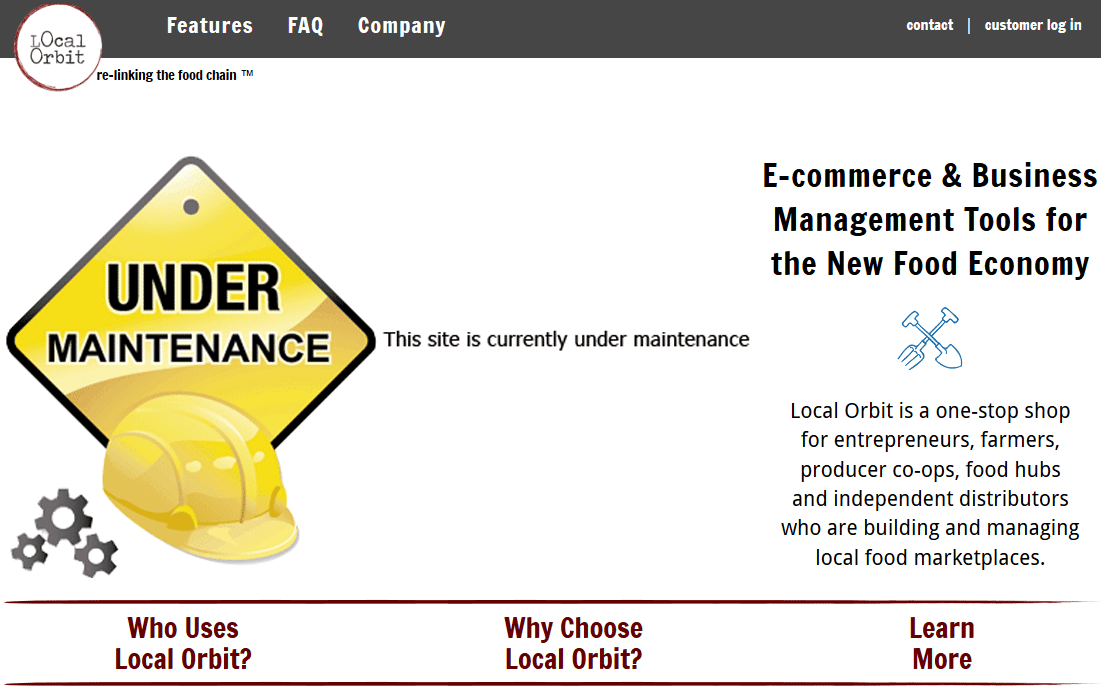 LOcal
Orbit
Features FAQ Company
contact | customer log in
re-linking the food chain ™
UNDER
MAINTENANCE
This site is currently under maintenance
E-commerce & Business
Management Tools for
the New Food Economy
Local Orbit is a one-stop shop
for entrepreneurs, farmers,
producer co-ops, food hubs
and independent distributors
who are building and managing
local food marketplaces.
Who Uses
Local Orbit?
Why Choose
Local Orbit?
Learn
More